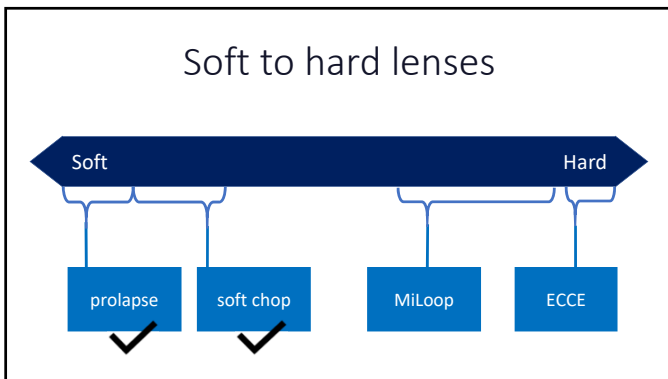 Soft to hard lenses
Soft
Hard
prolapse
soft chop
MiLoop
ECCE